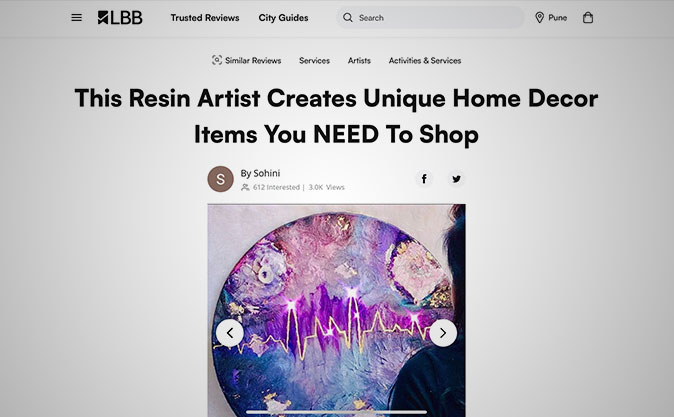 LBB Trusted Reviews City Guides Search Pune
Similar Reviews Services Artists Activities & Services
This Resin Artist Creates Unique Home Decor
Items You NEED To Shop
S By Sohini
612 Interested | 3.0K Views